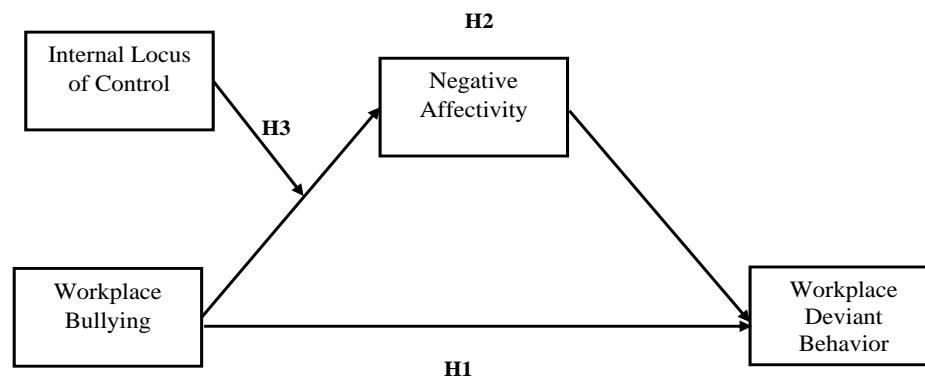 H2
Internal Locus
of Control
Negative
Affectivity
H3
Workplace
Bullying
Workplace
Deviant
Behavior
H1